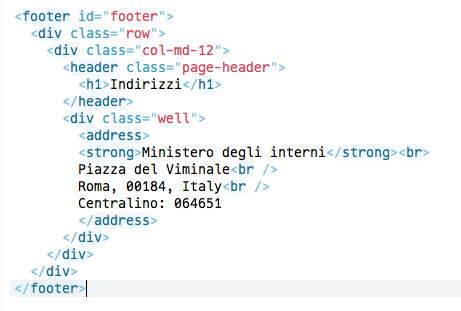 <footer id="footer">
<div class="row">
<div class="col-md-12">
<header class="page-header">
<h1>Indirizzi</h1>
</header>
<div class="well">
<address>
<strong>Ministero degli interni</strong><br>
Piazza del Viminale<br />
Roma, 00184, Italy<br />
Centralino: 064651
</address>
</div>
</div>
</div>
</footer>